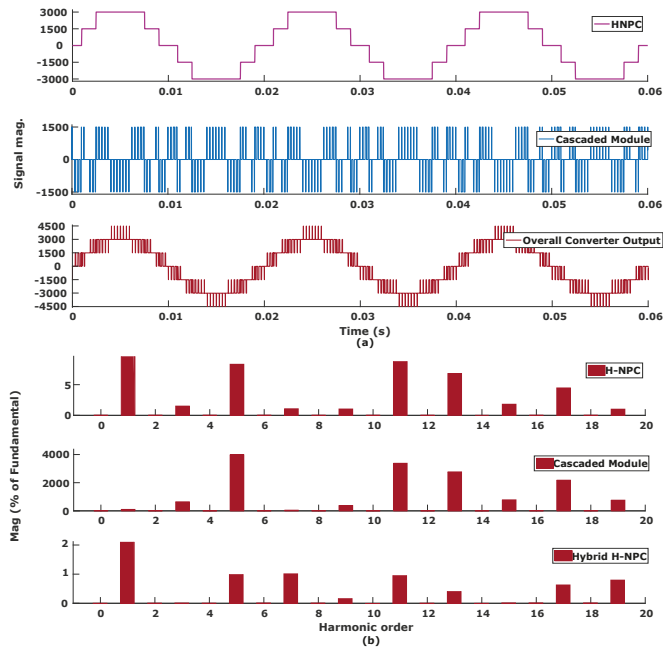 3000
1500
0
-1500
-3000
HNPC
0 0.01 0.02 0.03 0.04 0.05 0.06
Signal mag.
1500
0
-1500
Cascaded Module
0 0.01 0.02 0.03 0.04 0.05 0.06
4500
3000
1500
0
-1500
-3000
-4500
Overall Converter Output
0 0.01 0.02 0.03 0.04 0.05 0.06
Time (s)
(a)
Mag (% of Fundamental)
5
0
H-NPC
0 2 4 6 8 10 12 14 16 18 20
4000
2000
0
Cascaded Module
0 2 4 6 8 10 12 14 16 18 20
2
1
0
Hybrid H-NPC
0 2 4 6 8 10 12 14 16 18 20
Harmonic order
(b)